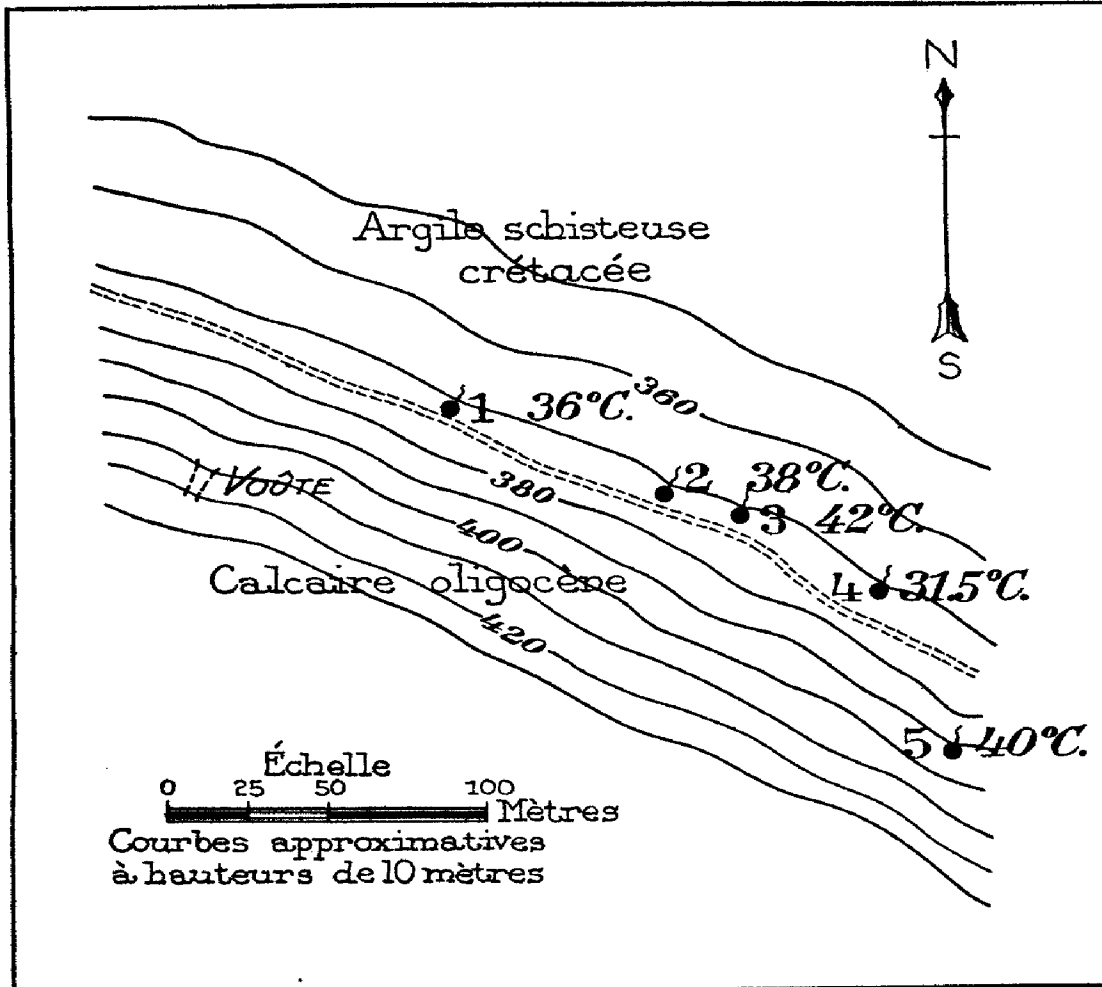 N
S
Argile schisteuse
crétacée
360
1 36°C.
2 38°C.
3 42°C.
4 31.5°C.
5 40°C.
380
400
420
VOÛTE
Calcaire oligocène
Échelle
0 25 50 100
Mètres
Courbes approximatives
à hauteurs de 10 mètres